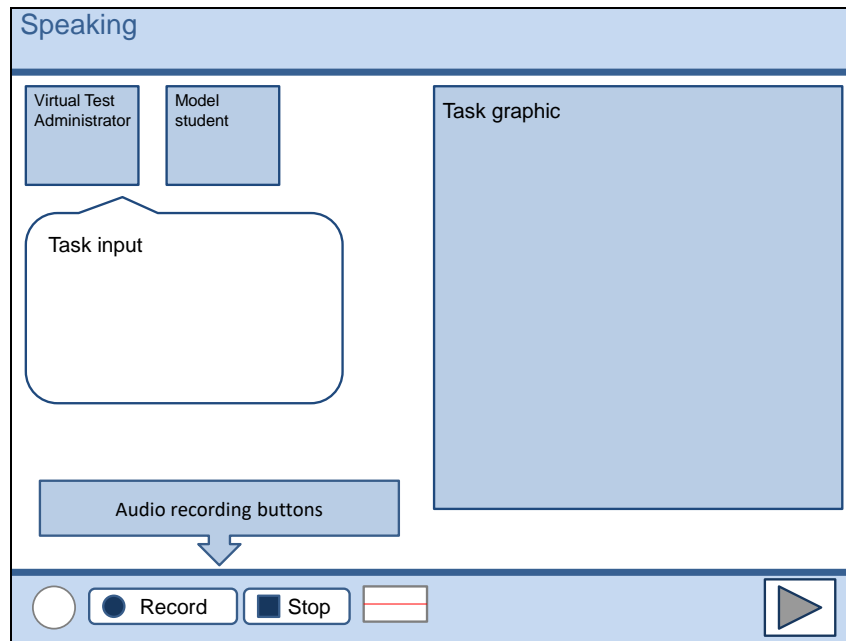 Speaking
Virtual Test
Administrator
Model
student
Task graphic
Task input
Audio recording buttons
Record
Stop